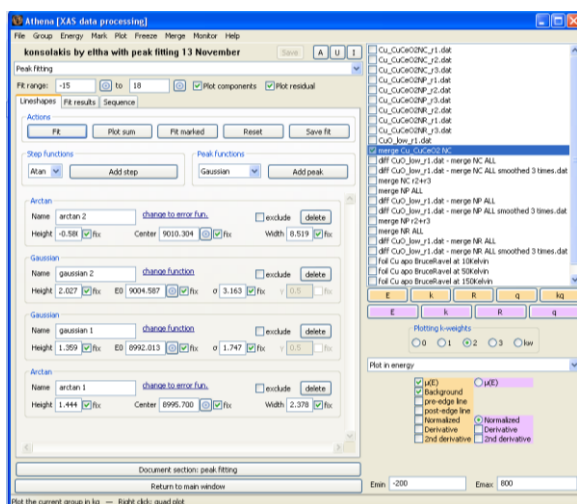 Athena [XAS data processing]
File Group Energy Mark Plot Freeze Merge Monitor Help
konsolakis by eltha with peak fitting 13 November Save A U I
Peak fitting
Fit range: -15 to 18 Plot components Plot residual
Lineshapes Fit results Sequence
Actions
Fit Plot sum Fit marked Reset Save fit
Step functions Peak functions
Atan Add step Gaussian Add peak
Arctan
Name arctan 2 change to error fun. exclude delete
Height fix Center 9010.304 fix Width 8.519 fix
Gaussian
Name gaussian 2 change function exclude delete
Height 2.027 fix E0 9004.587 σ 3.163 fix γ 0.5 fix
Gaussian
Name gaussian 1 change function exclude delete
Height 1.359 fix E0 8992.013 σ 1.747 fix γ 0.5 fix
Arctan
Name arctan 1 change to error fun. exclude delete
Height 1.444 fix Center 8995.700 fix Width 2.378 fix
Document section: peak fitting
Return to main window
Plot the current group in kq — Right click: quad plot
Cu_CuCeO2NC_r1.dat
Cu_CuCeO2NC_r2.dat
Cu_CuCeO2NC_r3.dat
Cu_CuCeO2NP_r1.dat
Cu_CuCeO2NP_r2.dat
Cu_CuCeO2NP_r3.dat
Cu_CuCeO2NR_r1.dat
Cu_CuCeO2NR_r2.dat
Cu_CuCeO2NR_r3.dat
CuO_low_r1.dat
merge Cu_CuCeO2 NC
diff CuO_low_r1.dat - merge NC ALL
diff CuO_low_r1.dat - merge NC ALL smoothed 3 times.dat
merge NC r2+r3
merge NP ALL
diff CuO_low_r1.dat - merge NP ALL
diff CuO_low_r1.dat - merge NP ALL smoothed 3 times.dat
merge NP r2+r3
merge NR ALL
diff CuO_low_r1.dat - merge NR ALL
diff CuO_low_r1.dat - merge NR ALL smoothed 3 times.dat
foil Cu apo BruceRavel at 10Kelvin
foil Cu apo BruceRavel at 50Kelvin
foil Cu apo BruceRavel at 150Kelvin
E k R q kq
E k R q
Plotting k-weights
0 1 2 3 kw
Plot in energy
μ(E) μ(E)
Background
pre-edge line
post-edge line
Normalized Normalized
Derivative Derivative
2nd derivative 2nd derivative
Emin -200 Emax 800